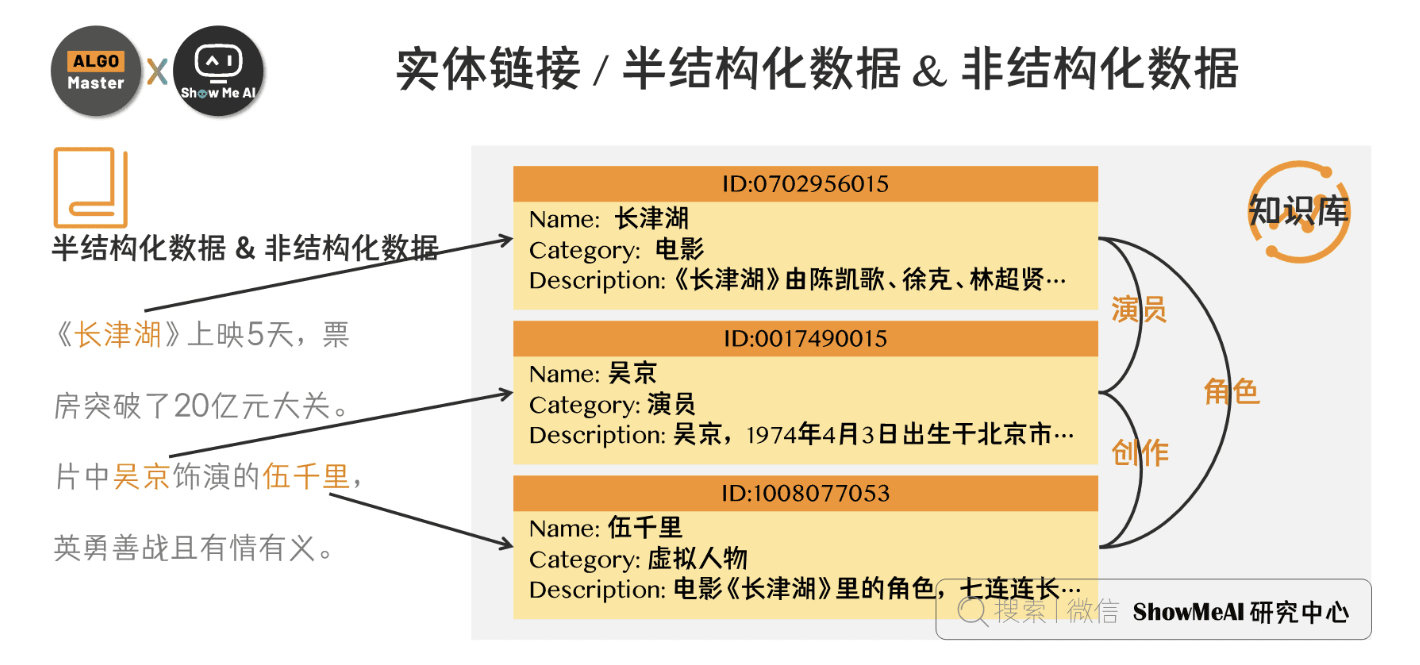 ALGO
Master
X
Show Me AI
实体链接 / 半结构化数据 & 非结构化数据
半结构化数据 & 非结构化数据
《长津湖》上映5天，票
房突破了20亿元大关。
片中吴京饰演的伍千里，
英勇善战且有情有义。
知识库
ID:0702956015
Name: 长津湖
Category: 电影
Description:《长津湖》由陈凯歌、徐克、林超贤…
ID:0017490015
Name: 吴京
Category: 演员
Description: 吴京，1974年4月3日出生于北京市…
ID:1008077053
Name: 伍千里
Category: 虚拟人物
Description: 电影《长津湖》里的角色，七连连长…
演员
角色
创作
搜索 | 微信 ShowMeAI 研究中心